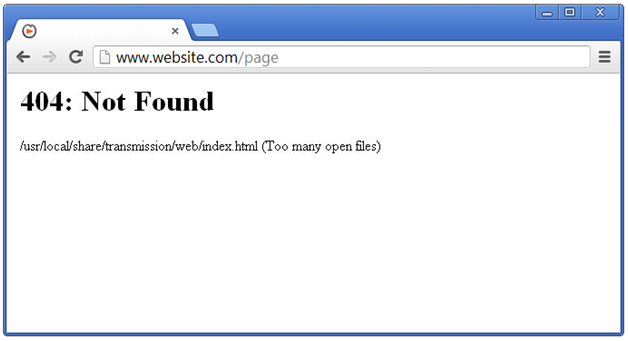 www.website.com/page
404: Not Found
/usr/local/share/transmission/web/index.html (Too many open files)